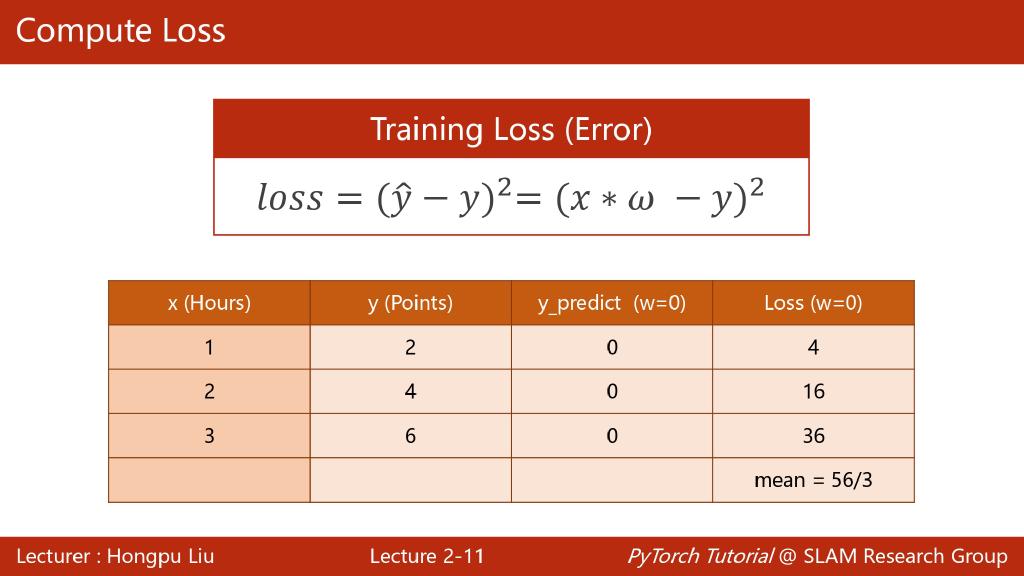 Compute Loss
Training Loss (Error)
𝑙𝑜𝑠𝑠 = (ŷ − 𝑦)²= (𝑥 ∗ 𝜔 − 𝑦)²
x (Hours) y (Points) y_predict (w=0) Loss (w=0)
1 2 0 4
2 4 0 16
3 6 0 36
mean = 56/3
Lecturer : Hongpu Liu Lecture 2-11 PyTorch Tutorial @ SLAM Research Group